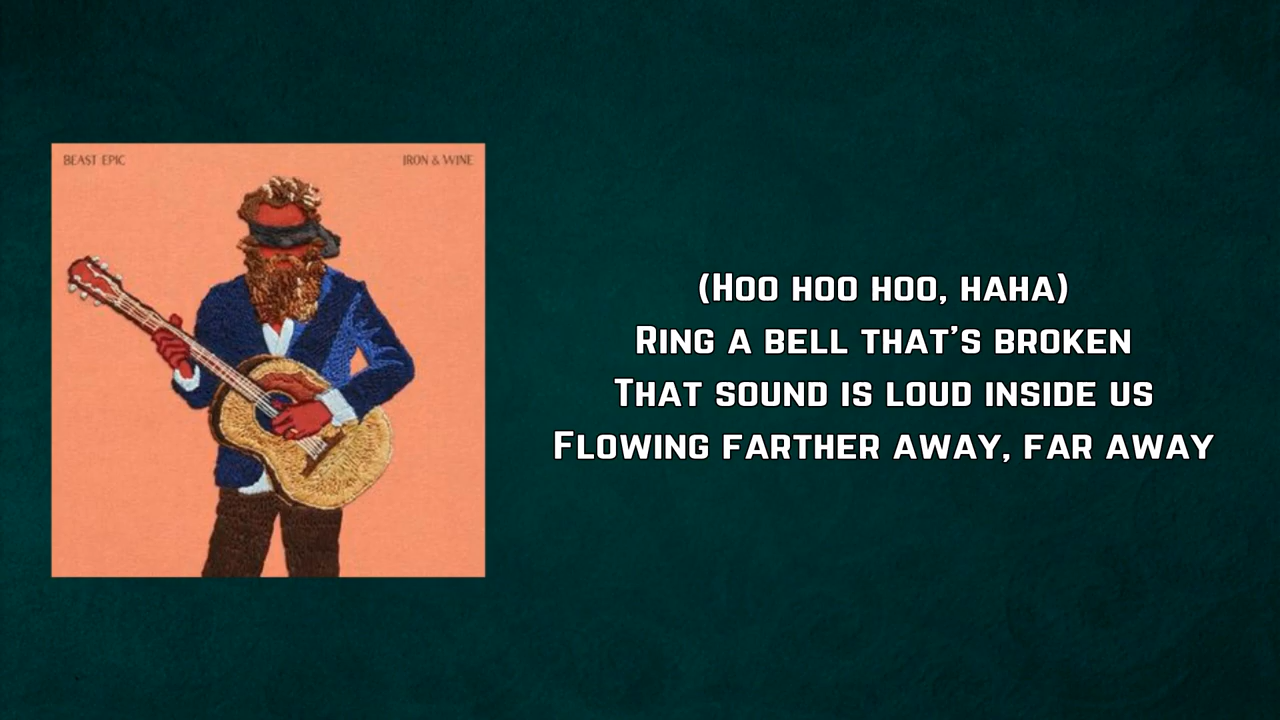 BEAST EPIC
IRON & WINE
(Hoo hoo hoo, haha)
Ring a bell that’s broken
That sound is loud inside us
Flowing farther away, far away